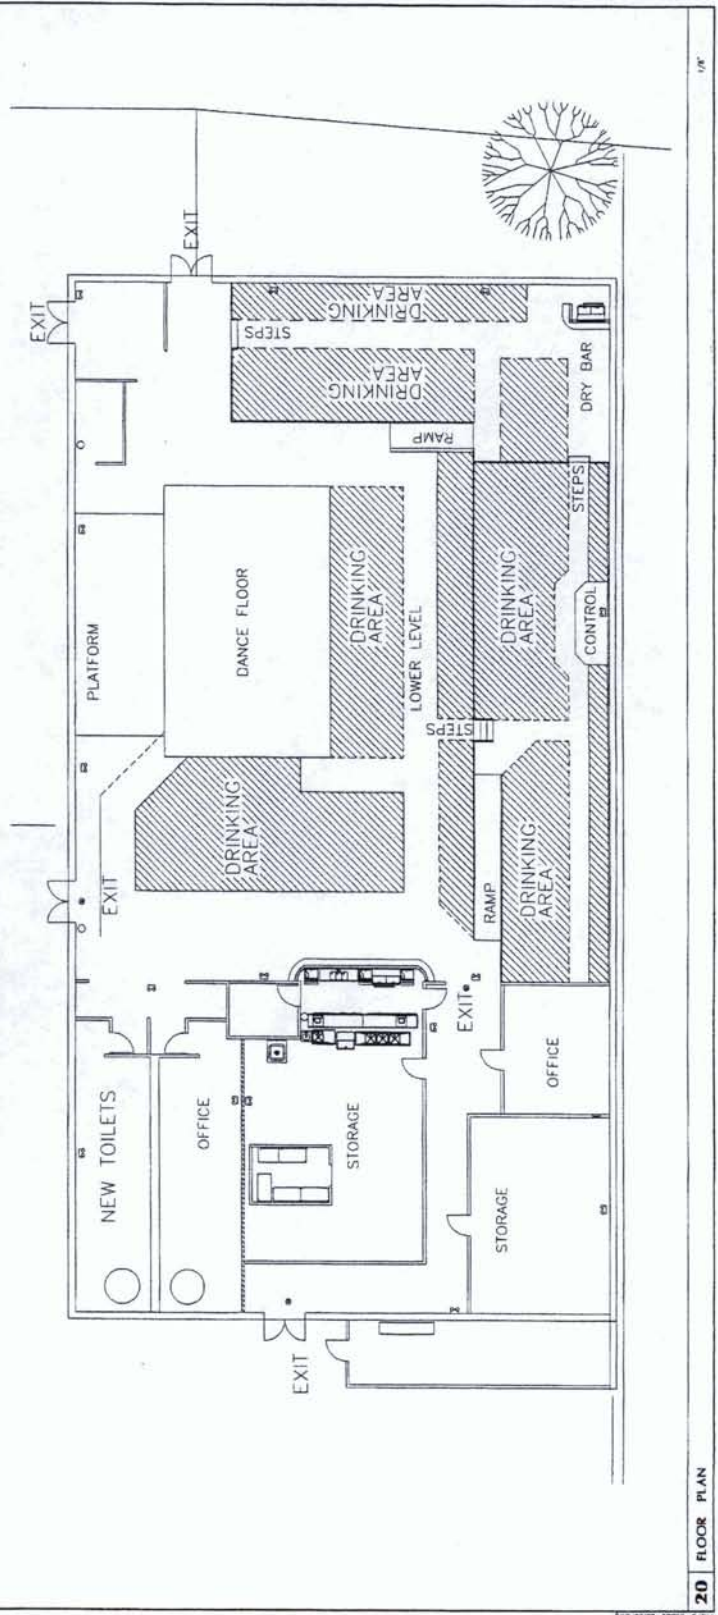 EXIT
EXIT
DRINKING
AREA
STEPS
DRINKING
AREA
RAMP
DRY BAR
STEPS
PLATFORM
DANCE FLOOR
DRINKING
AREA
LOWER LEVEL
DRINKING
AREA
CONTROL
STEPS
DRINKING
AREA
EXIT
RAMP
DRINKING
AREA
EXIT
NEW TOILETS
OFFICE
STORAGE
OFFICE
STORAGE
EXIT
20 FLOOR PLAN
1/8"